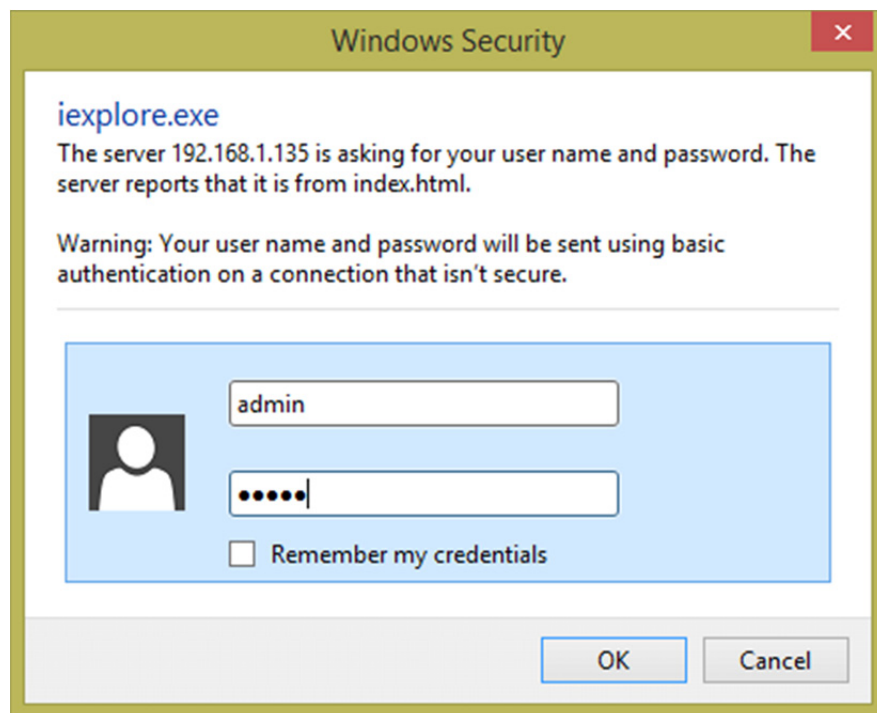 Windows Security
iexplore.exe
The server 192.168.1.135 is asking for your user name and password. The
server reports that it is from index.html.
Warning: Your user name and password will be sent using basic
authentication on a connection that isn't secure.
admin
●●●●●
Remember my credentials
OK
Cancel